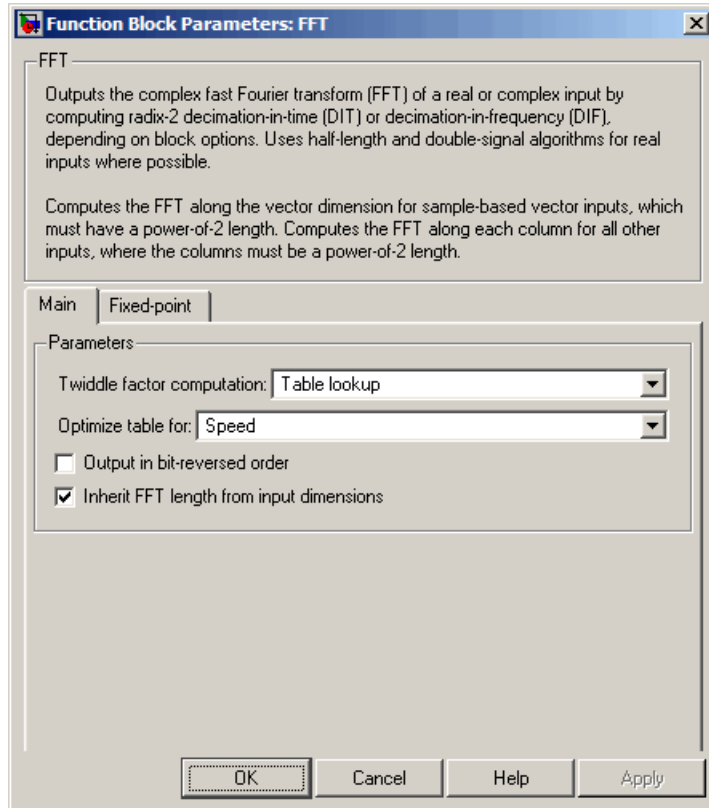 Function Block Parameters: FFT
FFT
Outputs the complex fast Fourier transform (FFT) of a real or complex input by
computing radix-2 decimation-in-time (DIT) or decimation-in-frequency (DIF),
depending on block options. Uses half-length and double-signal algorithms for real
inputs where possible.
Computes the FFT along the vector dimension for sample-based vector inputs, which
must have a power-of-2 length. Computes the FFT along each column for all other
inputs, where the columns must be a power-of-2 length.
Main Fixed-point
Parameters
Twiddle factor computation: Table lookup
Optimize table for: Speed
Output in bit-reversed order
Inherit FFT length from input dimensions
OK Cancel Help Apply